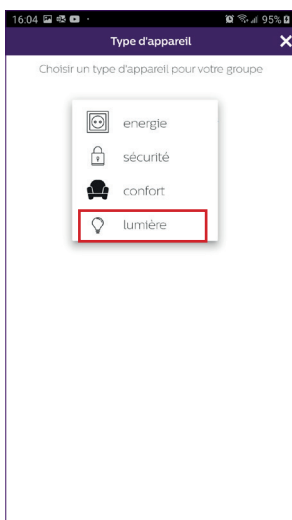 16:04 95%
Type d'appareil
Choisir un type d'appareil pour votre groupe
energie
sécurité
confort
lumière